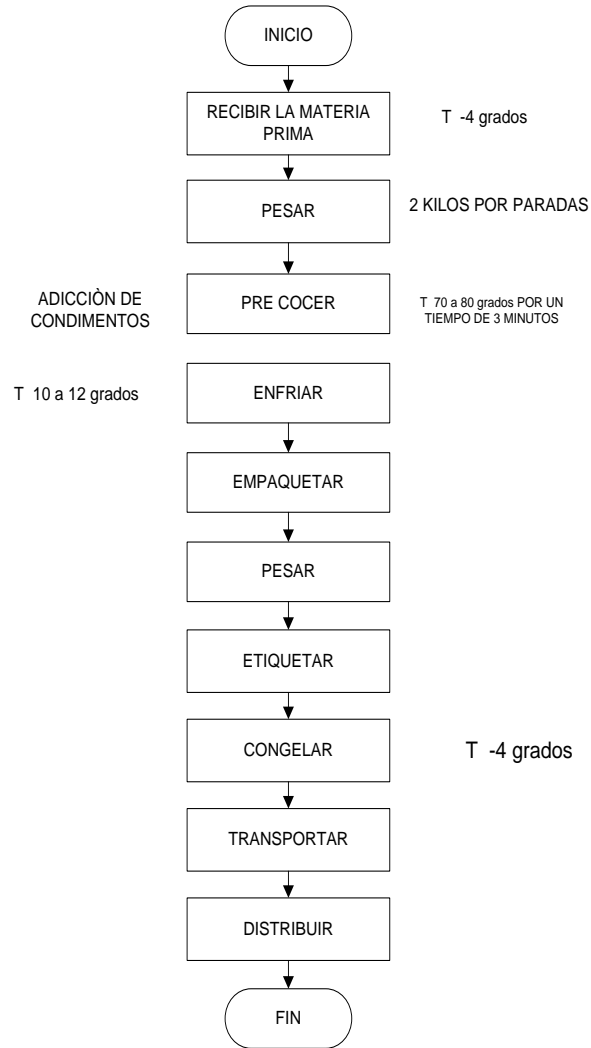 INICIO
RECIBIR LA MATERIA
PRIMA
T -4 grados
PESAR
2 KILOS POR PARADAS
ADICCIÒN DE
CONDIMENTOS
PRE COCER
T 70 a 80 grados POR UN
TIEMPO DE 3 MINUTOS
T 10 a 12 grados
ENFRIAR
EMPAQUETAR
PESAR
ETIQUETAR
CONGELAR
T -4 grados
TRANSPORTAR
DISTRIBUIR
FIN